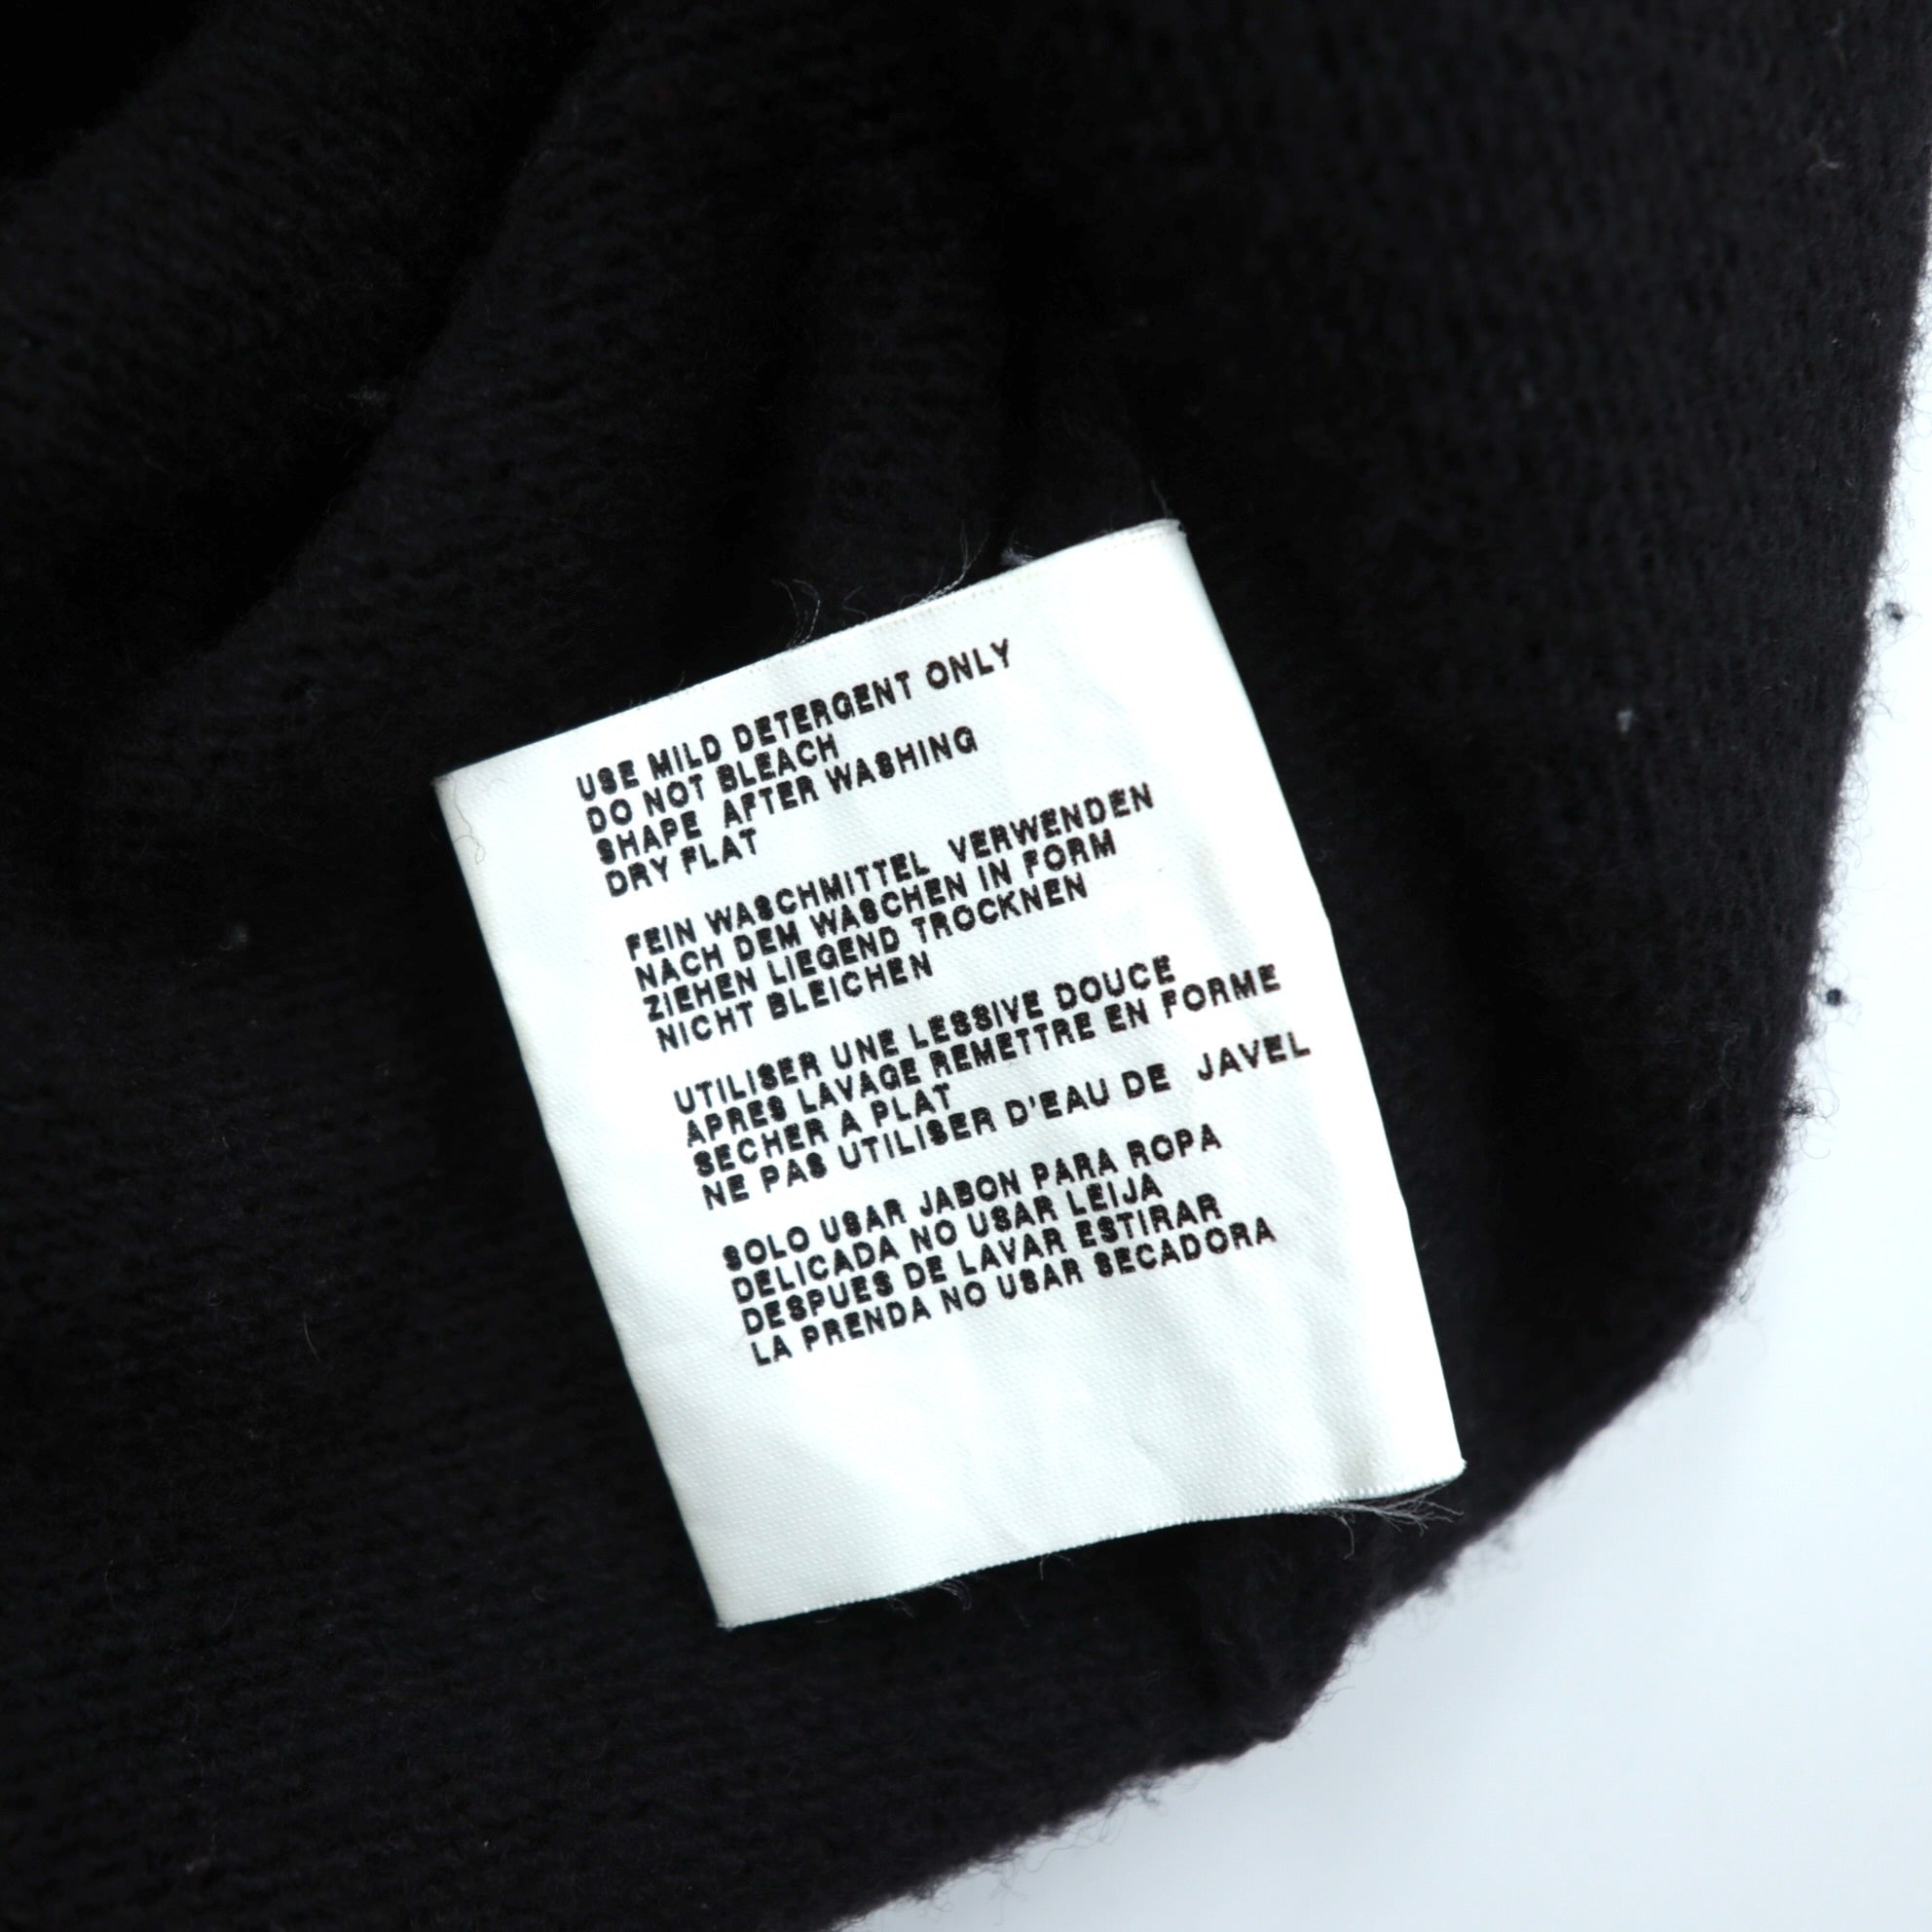 USE MILD DETERGENT ONLY
DO NOT BLEACH
SHAPE AFTER WASHING
DRY FLAT
FEIN WASCHMITTEL VERWENDEN
NACH DEM WASCHEN IN FORM
ZIEHEN LIEGEND TROCKNEN
NICHT BLEICHEN
UTILISER UNE LESSIVE DOUCE
APRES LAVAGE REMETTRE EN FORME
SECHER A PLAT
NE PAS UTILISER D'EAU DE JAVEL
SOLO USAR JABON PARA ROPA
DELICADA NO USAR LEIJA
DESPUES DE LAVAR ESTIRAR
LA PRENDA NO USAR SECADORA